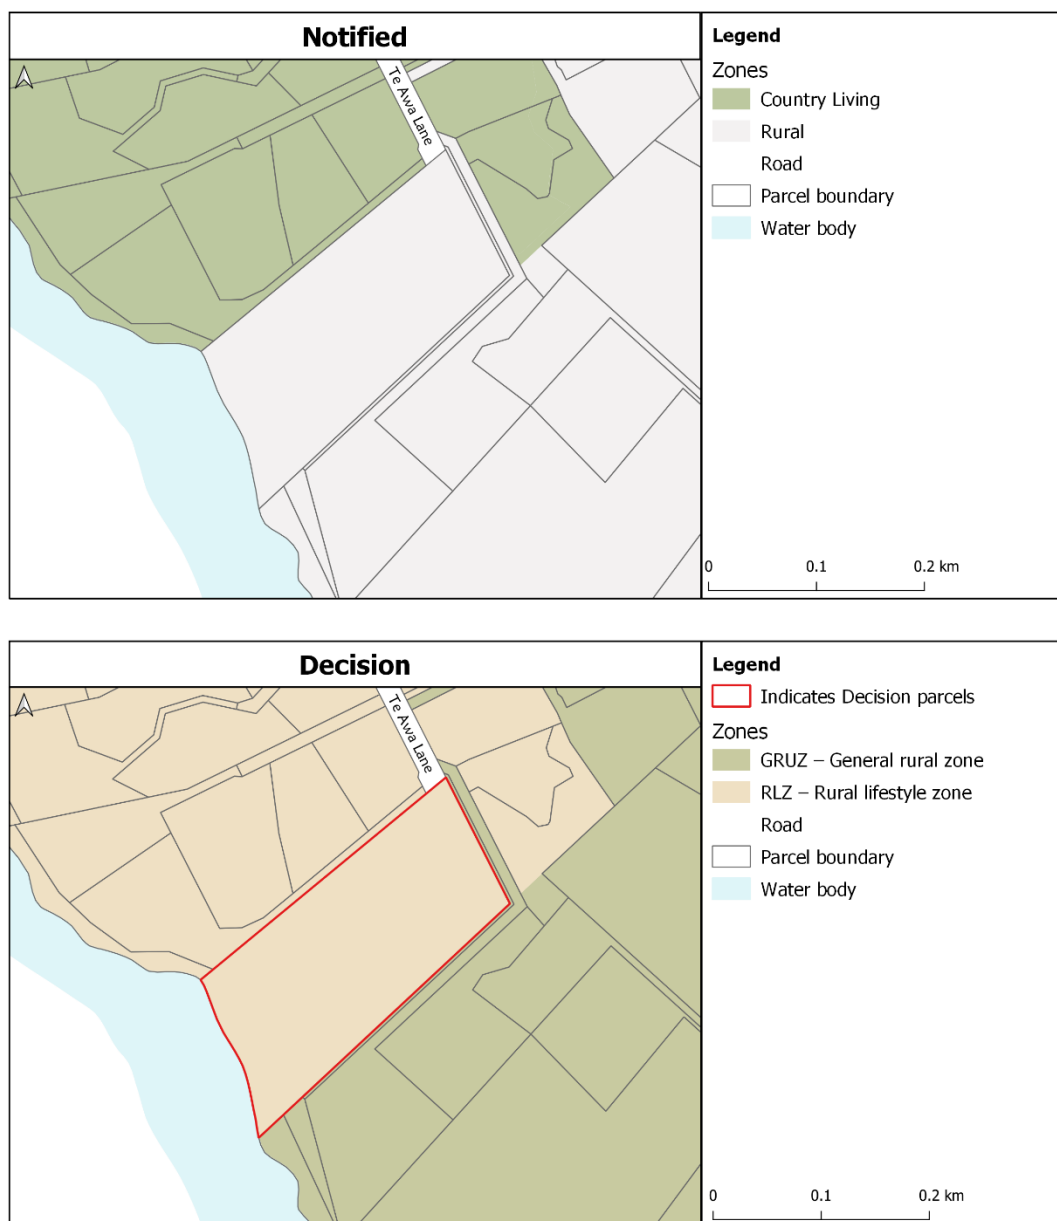 Notified
Te Awa Lane
Legend
Zones
Country Living
Rural
Road
Parcel boundary
Water body
0 0.1 0.2 km
Decision
Te Awa Lane
Legend
Indicates Decision parcels
Zones
GRUZ – General rural zone
RLZ – Rural lifestyle zone
Road
Parcel boundary
Water body
0 0.1 0.2 km